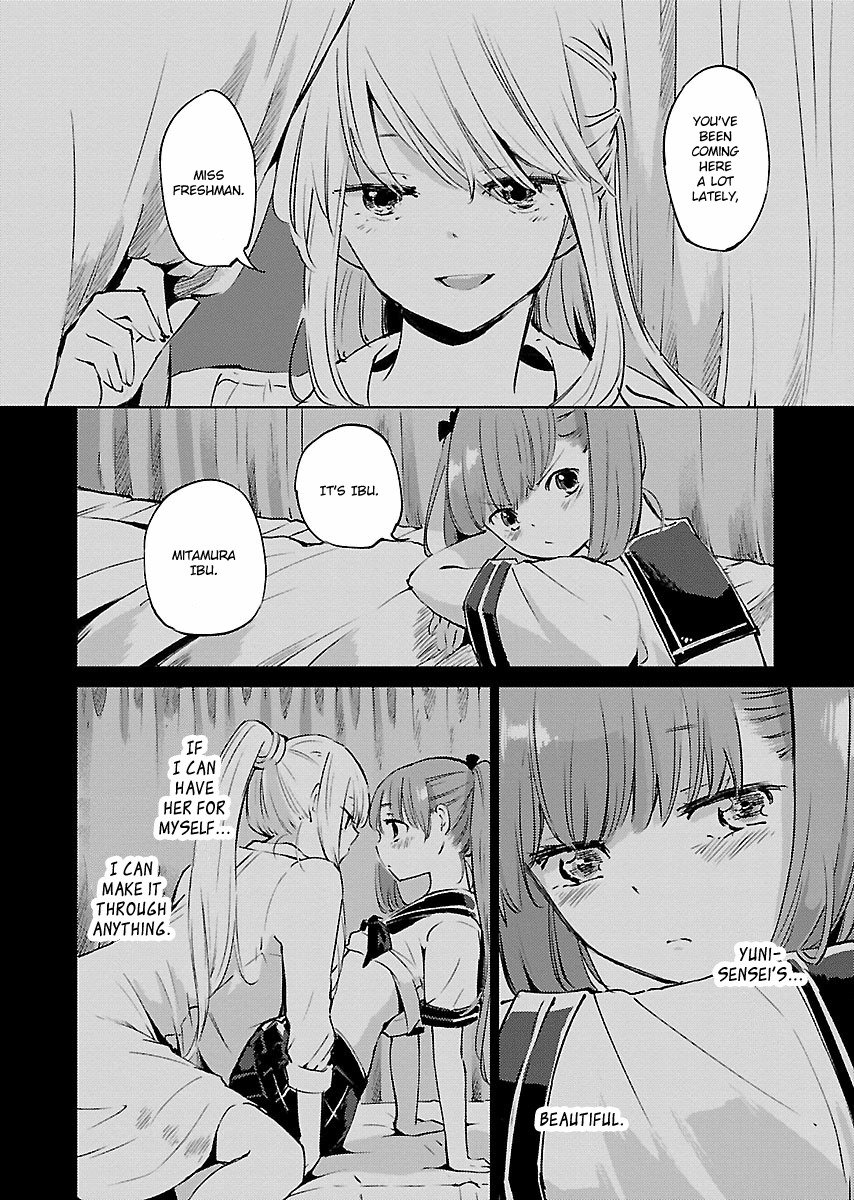 YOU'VE
BEEN
COMING
HERE
A LOT
LATELY,
MISS
FRESHMAN.
IT'S IBU.
MITAMURA
IBU.
YUNI-
SENSEI'S...
BEAUTIFUL.
IF
I CAN
HAVE
HER FOR
MYSELF...
I CAN
MAKE IT
THROUGH
ANYTHING.